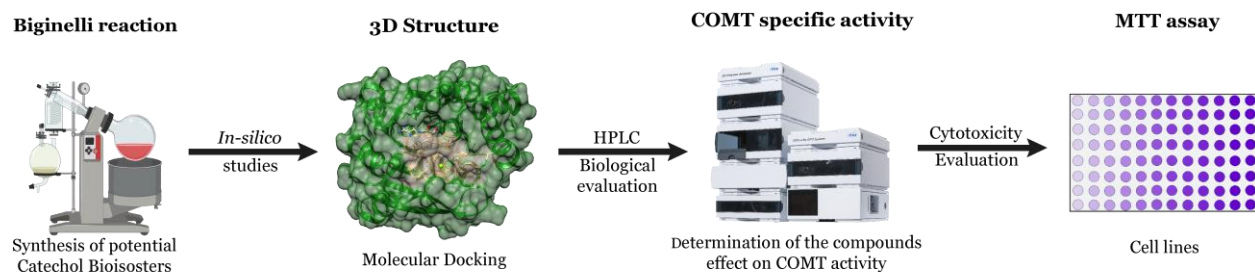 Biginelli reaction
3D Structure
COMT specific activity
MTT assay
In-silico
studies
HPLC
Biological
evaluation
Cytotoxicity
Evaluation
Synthesis of potential
Catechol Bioisosters
Molecular Docking
Determination of the compounds
effect on COMT activity
Cell lines